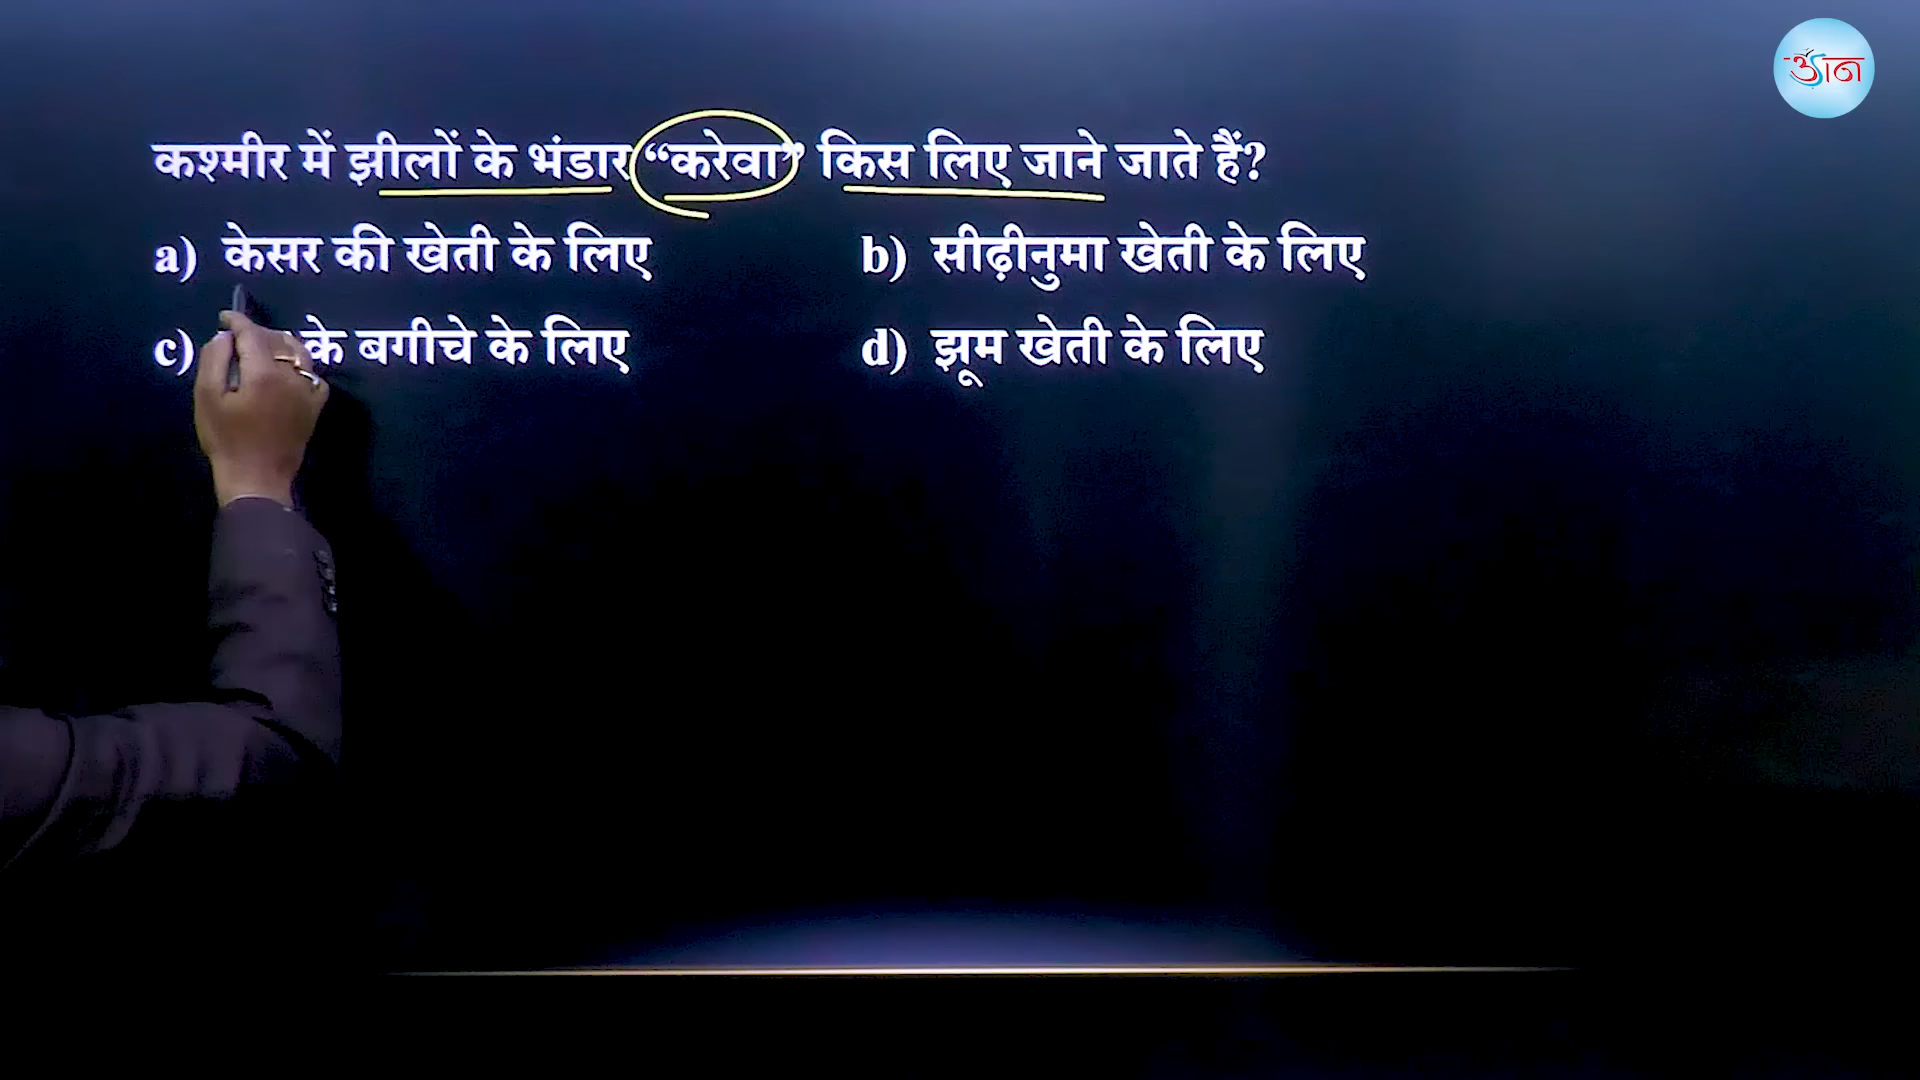 ज्ञान
कश्मीर में झीलों के भंडार “करेवा” किस लिए जाने जाते हैं?
a) केसर की खेती के लिए b) सीढ़ीनुमा खेती के लिए
c) के बगीचे के लिए d) झूम खेती के लिए